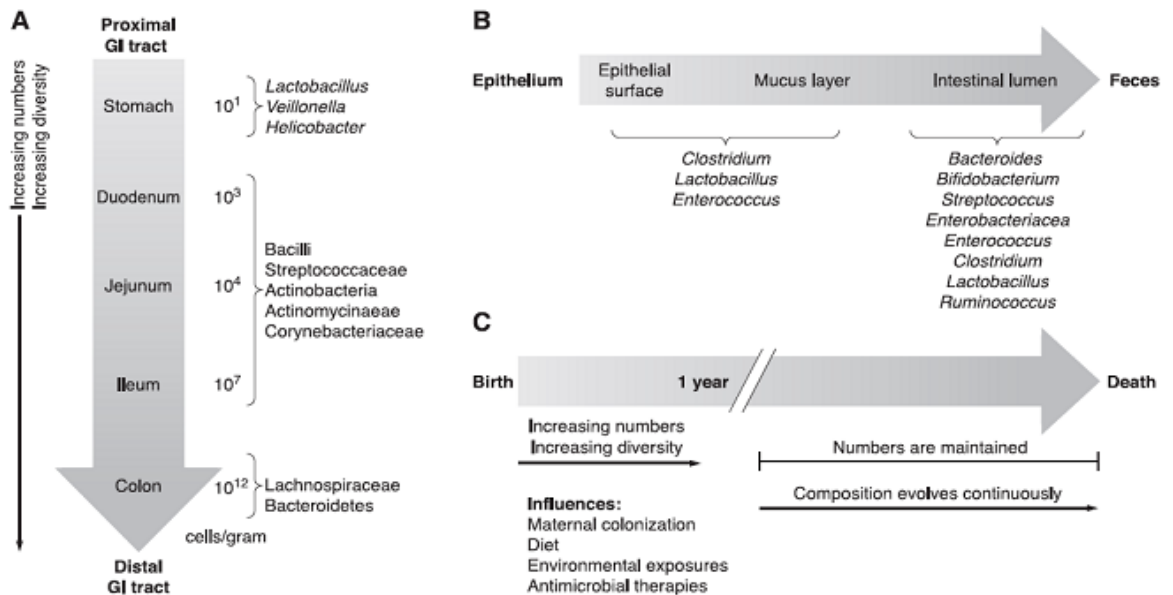 A
Proximal
GI tract
Increasing numbers
Increasing diversity
Stomach
10¹
Lactobacillus
Veillonella
Helicobacter
Duodenum
10³
Jejunum
10⁴
Ileum
10⁷
Bacilli
Streptococcaceae
Actinobacteria
Actinomycinaeae
Corynebacteriaceae
Colon
10¹²
Lachnospiraceae
Bacteroidetes
cells/gram
Distal
GI tract
B
Epithelium
Epithelial
surface
Mucus layer
Intestinal lumen
Feces
Clostridium
Lactobacillus
Enterococcus
Bacteroides
Bifidobacterium
Streptococcus
Enterobacteriacea
Enterococcus
Clostridium
Lactobacillus
Ruminococcus
C
Birth
1 year
Death
Increasing numbers
Increasing diversity
Numbers are maintained
Composition evolves continuously
Influences:
Maternal colonization
Diet
Environmental exposures
Antimicrobial therapies